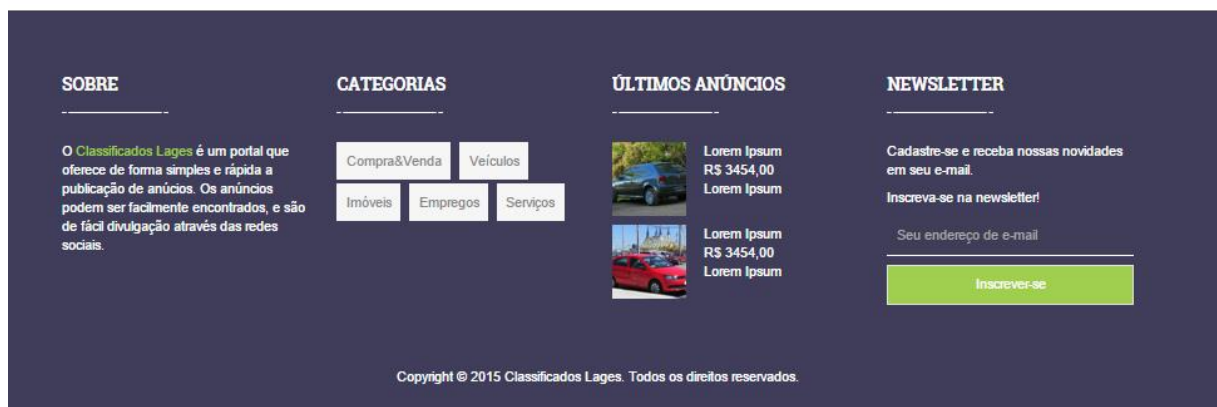 SOBRE
O Classificados Lages é um portal que
oferece de forma simples e rápida a
publicação de anúcios. Os anúncios
podem ser facilmente encontrados, e são
de fácil divulgação através das redes
sociais.
CATEGORIAS
Compra&Venda Veículos
Imóveis Empregos Serviços
ÚLTIMOS ANÚNCIOS
Lorem Ipsum
R$ 3454,00
Lorem Ipsum
Lorem Ipsum
R$ 3454,00
Lorem Ipsum
NEWSLETTER
Cadastre-se e receba nossas novidades
em seu e-mail.
Inscreva-se na newsletter!
Seu endereço de e-mail
Inscrever-se
Copyright © 2015 Classificados Lages. Todos os direitos reservados.